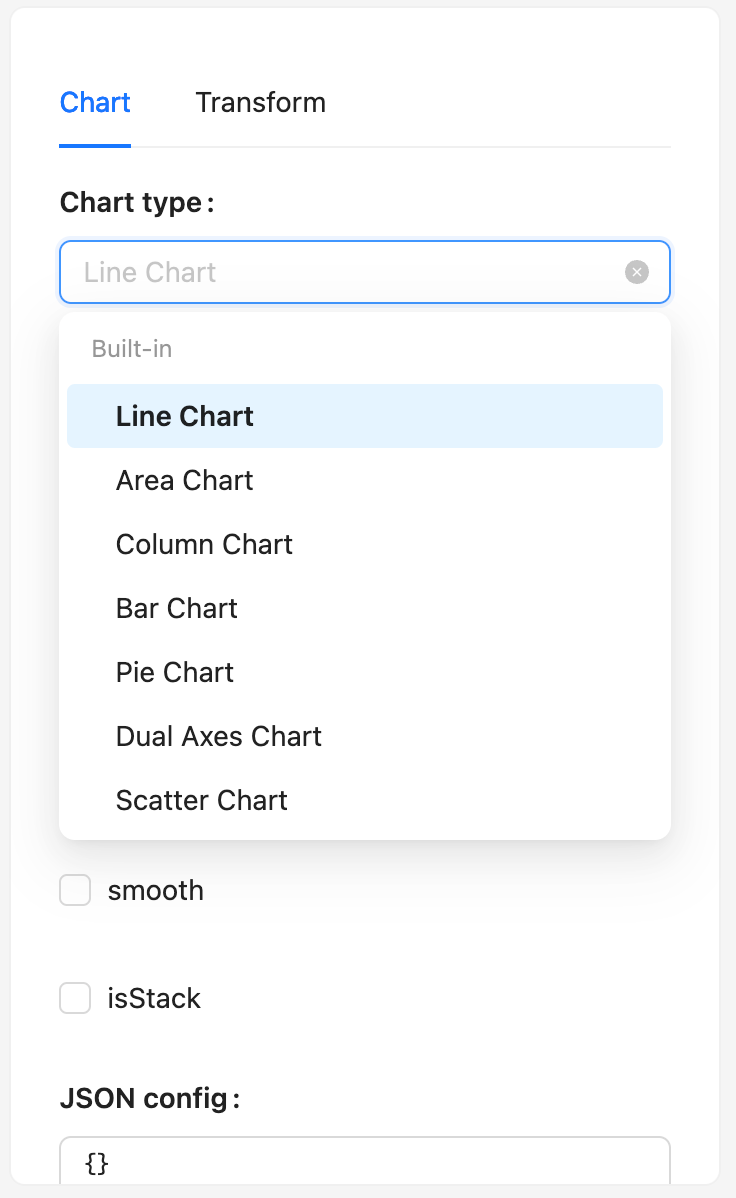 Chart Transform
Chart type :
Line Chart
Built-in
Line Chart
Area Chart
Column Chart
Bar Chart
Pie Chart
Dual Axes Chart
Scatter Chart
smooth
isStack
JSON config :
{}